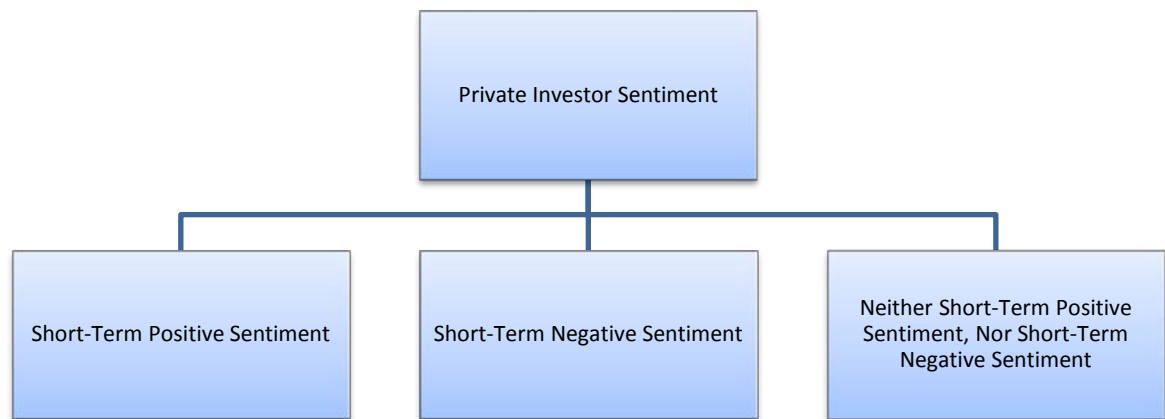 Private Investor Sentiment
Short-Term Positive Sentiment
Short-Term Negative Sentiment
Neither Short-Term Positive
Sentiment, Nor Short-Term
Negative Sentiment